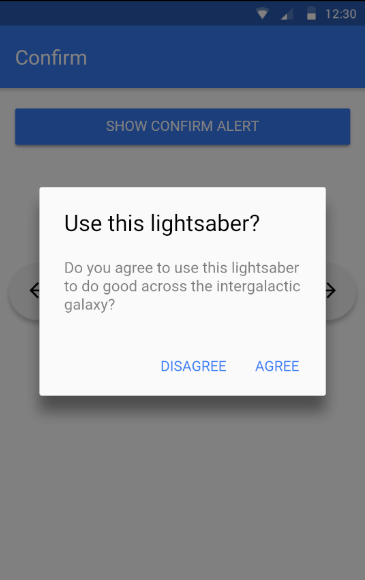 12:30
Confirm
SHOW CONFIRM ALERT
Use this lightsaber?
Do you agree to use this lightsaber
to do good across the intergalactic
galaxy?
DISAGREE AGREE